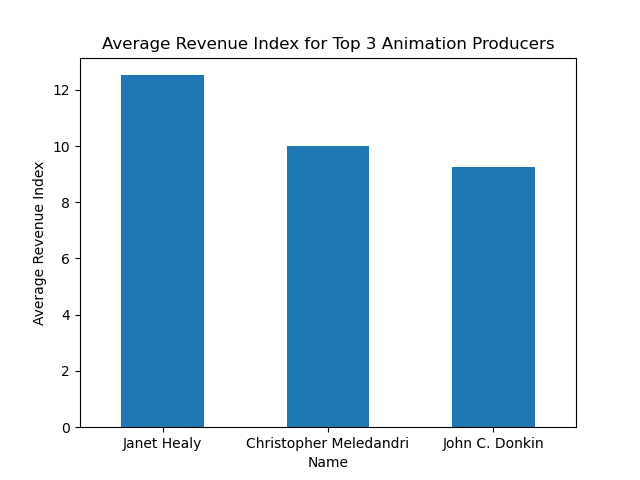 Average Revenue Index for Top 3 Animation Producers
Average Revenue Index
12
10
8
6
4
2
0
Janet Healy
Christopher Meledandri
John C. Donkin
Name